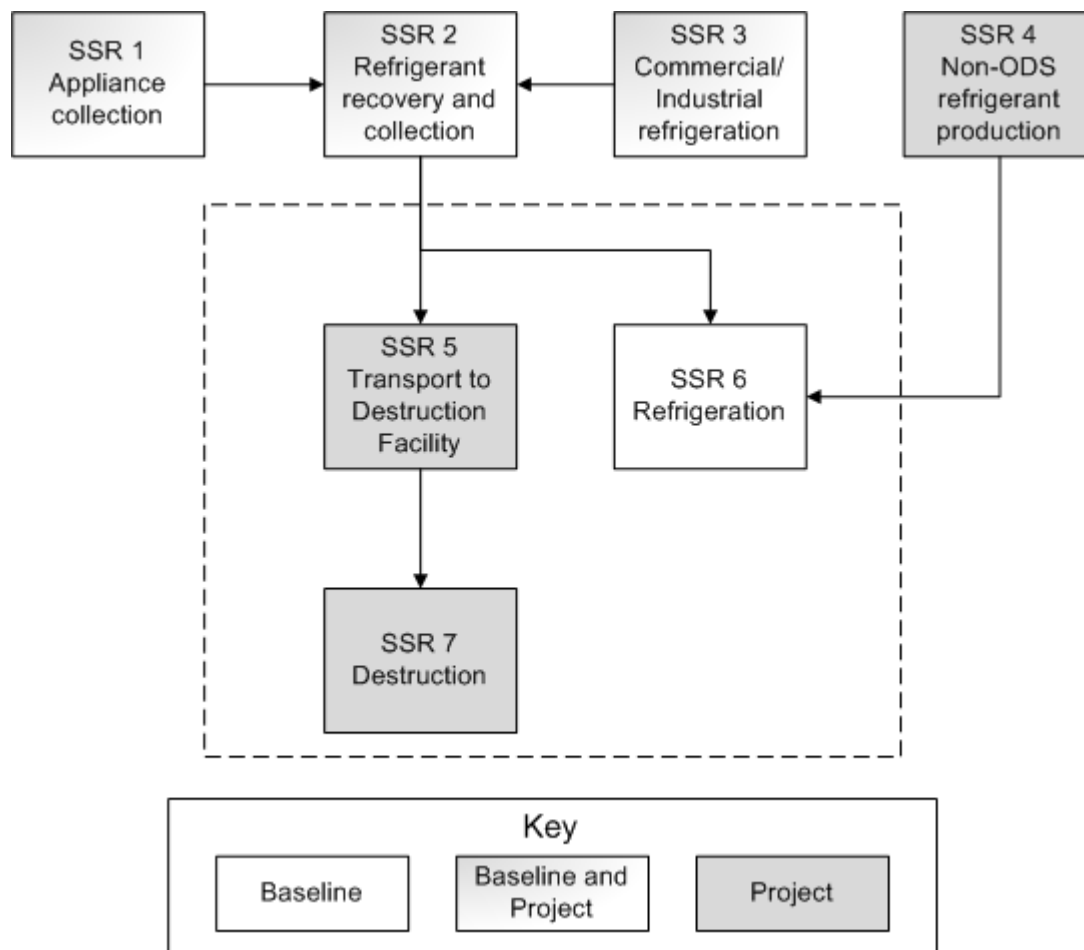 SSR 1
Appliance
collection
SSR 2
Refrigerant
recovery and
collection
SSR 3
Commercial/
Industrial
refrigeration
SSR 4
Non-ODS
refrigerant
production
SSR 5
Transport to
Destruction
Facility
SSR 6
Refrigeration
SSR 7
Destruction
Key
Baseline
Baseline and
Project
Project